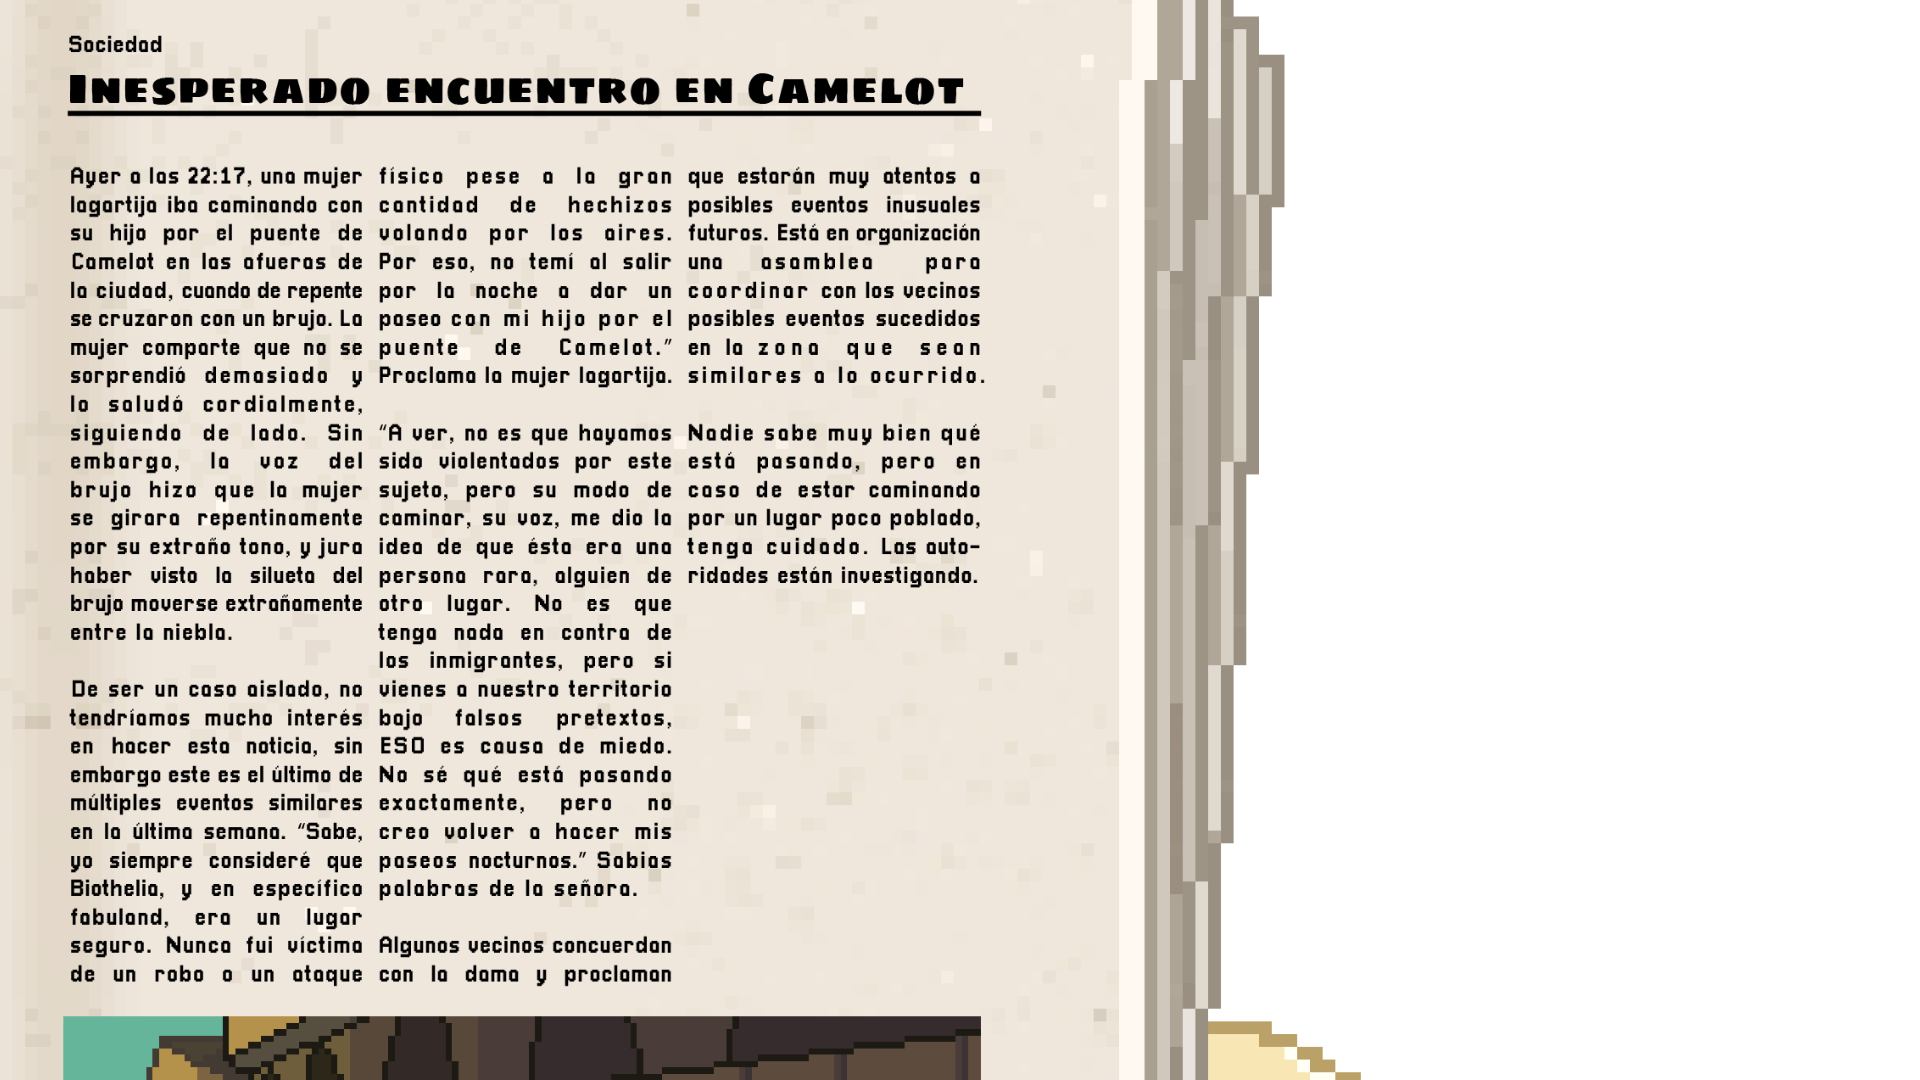 Sociedad
Inesperado encuentro en Camelot
Ayer a las 22:17, una mujer
lagartija iba caminando con
su hijo por el puente de
Camelot en las afueras de
la ciudad, cuando de repente
se cruzaron con un brujo. La
mujer comparte que no se
sorprendió demasiado y
lo saludó cordialmente,
siguiendo de lado. Sin
embargo, la voz del
brujo hizo que la mujer
se girara repentinamente
por su extraño tono, y jura
haber visto la silueta del
brujo moverse extrañamente
entre la niebla.
De ser un caso aislado, no
tendríamos mucho interés
en hacer esta noticia, sin
embargo este es el último de
múltiples eventos similares
en la última semana. “Sabe,
yo siempre consideré que
Biothelia, y en específico
fabuland, era un lugar
seguro. Nunca fui víctima
de un robo o un ataque
físico pese a la gran
cantidad de hechizos
volando por los aires.
Por eso, no temí al salir
por la noche a dar un
paseo con mi hijo por el
puente de Camelot.”
Proclama la mujer lagartija.
“A ver, no es que hayamos
sido violentados por este
sujeto, pero su modo de
caminar, su voz, me dio la
idea de que ésta era una
persona rara, alguien de
otro lugar. No es que
tenga nada en contra de
los inmigrantes, pero si
vienes a nuestro territorio
bajo falsos pretextos,
ESO es causa de miedo.
No sé qué está pasando
exactamente, pero no
creo volver a hacer mis
paseos nocturnos.” Sabias
palabras de la señora.
Algunos vecinos concuerdan
con la dama y proclaman
que estarán muy atentos a
posibles eventos inusuales
futuros. Está en organización
una asamblea para
coordinar con los vecinos
posibles eventos sucedidos
en la zona que sean
similares a lo ocurrido.
Nadie sabe muy bien qué
está pasando, pero en
caso de estar caminando
por un lugar poco poblado,
tenga cuidado. Las auto-
ridades están investigando.